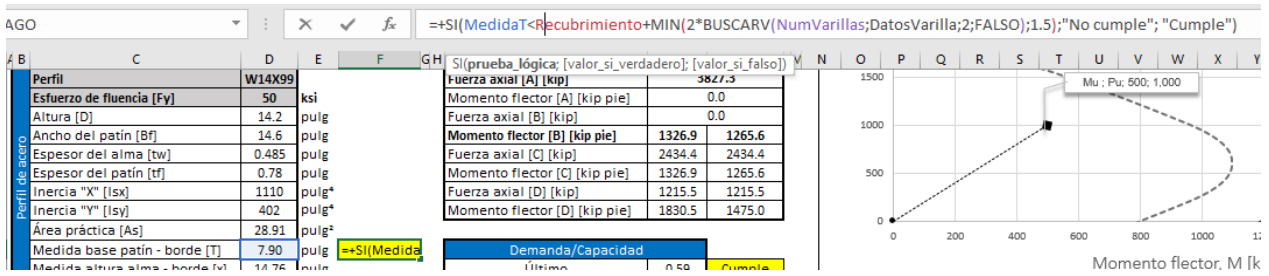 AGO
=+SI(MedidaT<Recubrimiento+MIN(2*BUSCARV(NumVarillas;DatosVarilla;2;FALSO);1.5);"No cumple"; "Cumple")
SI(prueba_lógica; [valor_si_verdadero]; [valor_si_falso])
B C D E F G H M N O P Q R S T U V W X Y
Perfil W14X99
Esfuerzo de fluencia [Fy] 50 ksi
Altura [D] 14.2 pulg
Ancho del patín [Bf] 14.6 pulg
Espesor del alma [tw] 0.485 pulg
Espesor del patín [tf] 0.78 pulg
Inercia "X" [Isx] 1110 pulg⁴
Inercia "Y" [Isy] 402 pulg⁴
Área práctica [As] 28.91 pulg²
Medida base patín - borde [T] 7.90 pulg =+SI(Medida
Medida altura alma - borde [x] 14.76 pulg
Perfil de acero
Fuerza axial [A] [kip] 3827.3
Momento flector [A] [kip pie] 0.0
Fuerza axial [B] [kip] 0.0
Momento flector [B] [kip pie] 1326.9 1265.6
Fuerza axial [C] [kip] 2434.4 2434.4
Momento flector [C] [kip pie] 1326.9 1265.6
Fuerza axial [D] [kip] 1215.5 1215.5
Momento flector [D] [kip pie] 1830.5 1475.0
Demanda/Capacidad
Último 0.59 Cumple
1500
1000
500
0
Mu ; Pu; 500; 1,000
0 200 400 600 800 1000 12
Momento flector, M [k